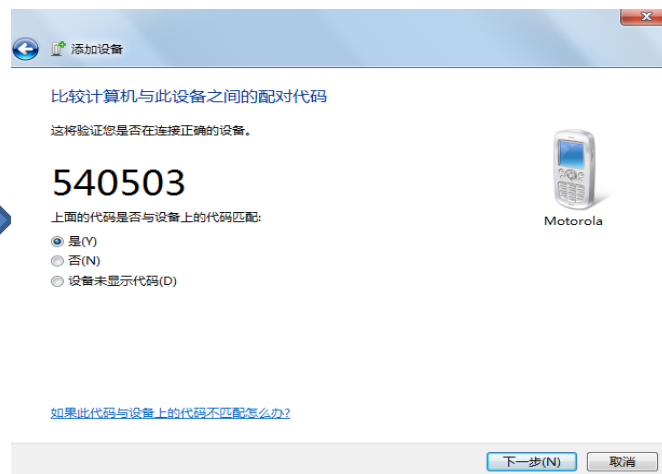 添加设备
比较计算机与此设备之间的配对代码
这将验证您是否在连接正确的设备。
540503
上面的代码是否与设备上的代码匹配:
是(Y)
否(N)
设备未显示代码(D)
Motorola
如果此代码与设备上的代码不匹配怎么办?
下一步(N)
取消